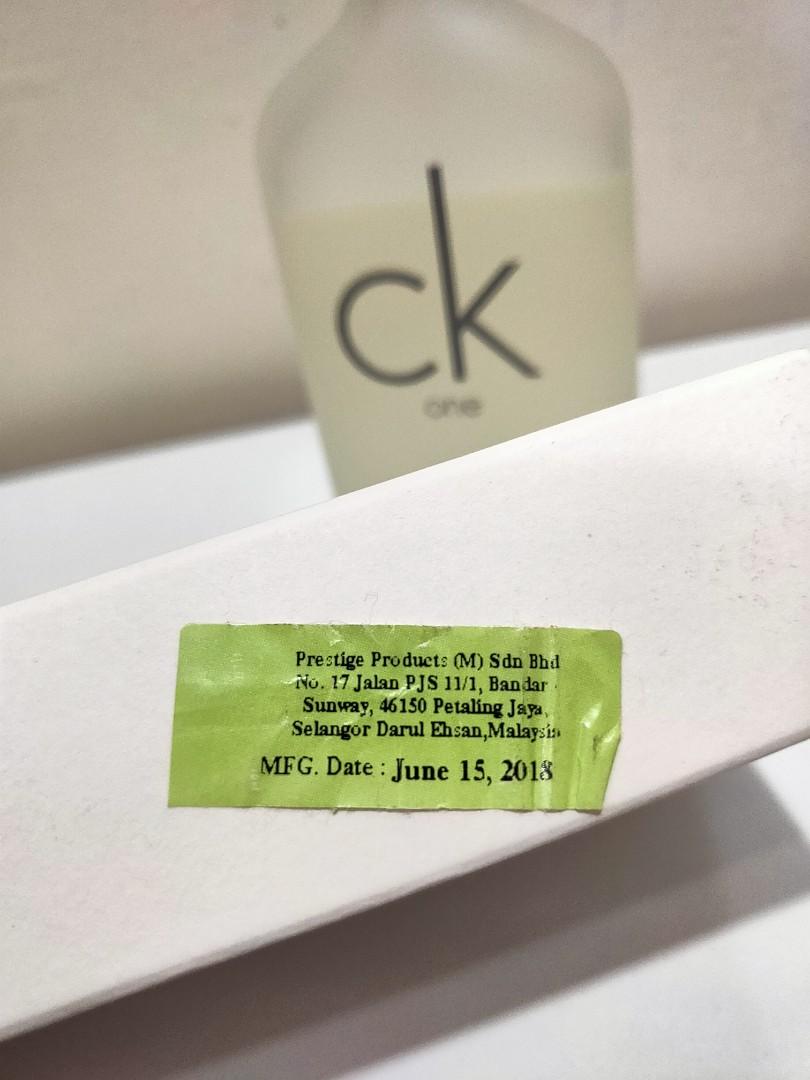 ck
one
Prestige Products (M) Sdn Bhd
No. 17 Jalan PJS 11/1, Bandar
Sunway, 46150 Petaling Jaya,
Selangor Darul Ehsan,Malaysia
MFG. Date : June 15, 2018